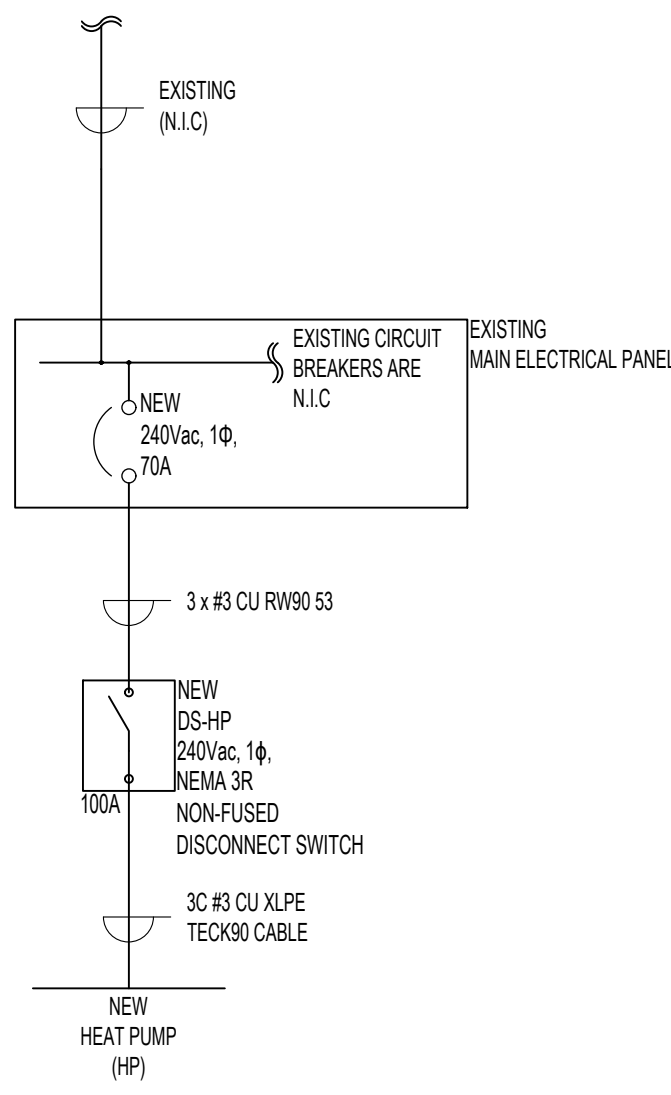 EXISTING
(N.I.C)
EXISTING CIRCUIT
BREAKERS ARE
N.I.C
EXISTING
MAIN ELECTRICAL PANEL
NEW
240Vac, 1Φ,
70A
3 x #3 CU RW90 53
NEW
DS-HP
240Vac, 1ϕ,
NEMA 3R
100A
NON-FUSED
DISCONNECT SWITCH
3C #3 CU XLPE
TECK90 CABLE
NEW
HEAT PUMP
(HP)